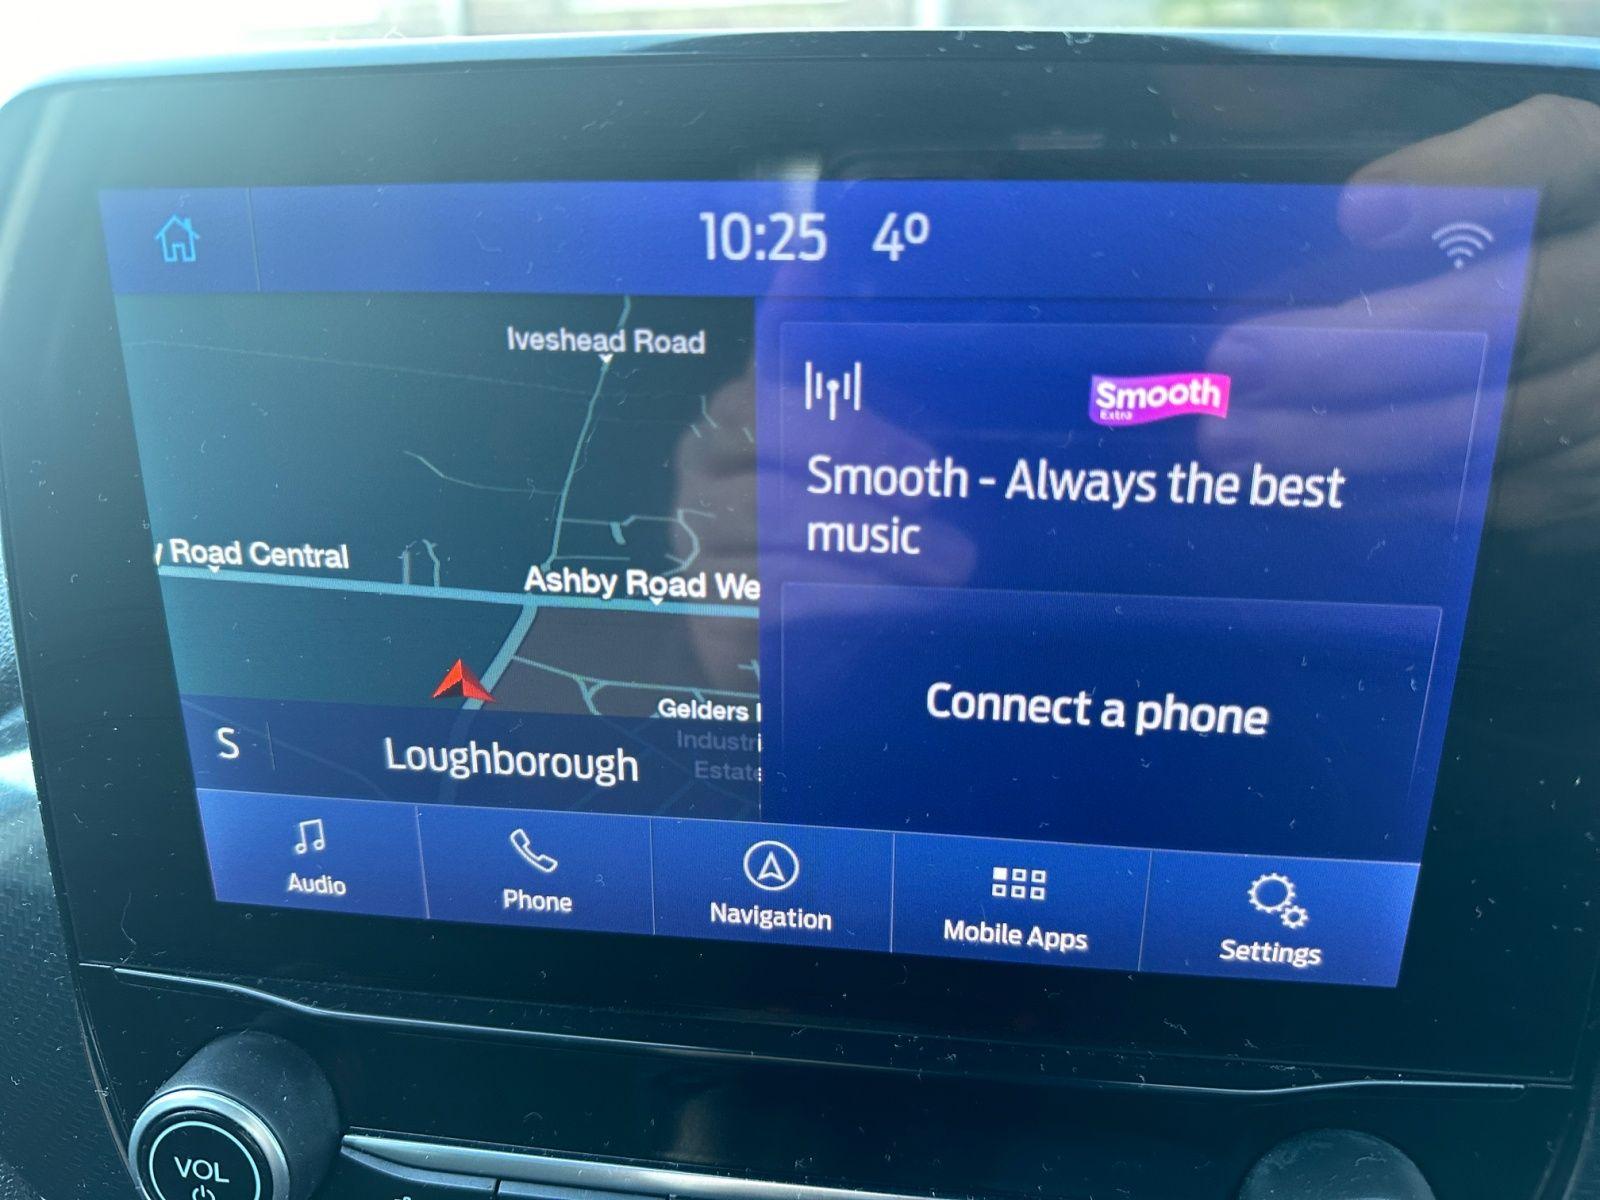 10:25 4º
Iveshead Road
Road Central
Ashby Road We
Gelders
Industri
Estate
S
Loughborough
Smooth
Extra
Smooth - Always the best
music
Connect a phone
Audio
Phone
Navigation
Mobile Apps
Settings
VOL